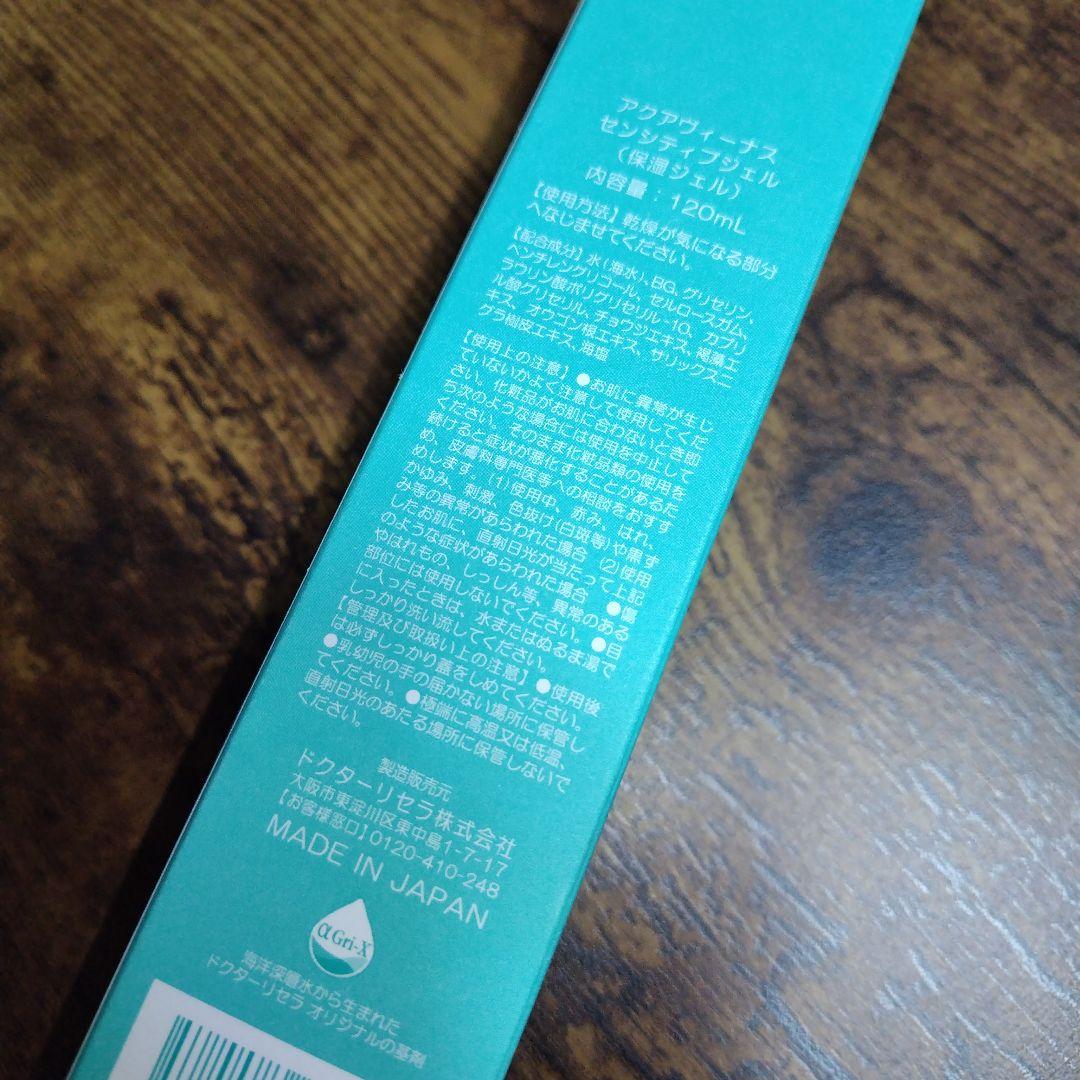 アクアヴィーナス
センシティブジェル
（保湿ジェル）
内容量：120mL
【使用方法】乾燥が気になる部分
へなじませてください。
【配合成分】水（海水）、BG、グリセリン、
ペンチレングリコール、セルロースガム、
ラウリン酸ポリグリセリル-10、カプリ
ル酸グリセリル、チョウジエキス、褐藻エ
キス、オウゴン根エキス、サリックスニ
グラ樹皮エキス、海塩
【使用上の注意】●お肌に異常が生じ
ていないかよく注意して使用してくだ
さい。化粧品がお肌に合わないとき即
ち次のような場合には使用を中止して
ください。そのまま化粧品類の使用を
続けると症状が悪化することがあるた
め、皮膚科専門医等への相談をおすす
めします。(1)使用中、赤み、はれ、
かゆみ、刺激、色抜け(白斑等)や黒ず
み等の異常があらわれた場合 (2)使用
したお肌に、直射日光が当たって上記
のような症状があらわれた場合 ●傷
やはれもの、しっしん等、異常のある
部位には使用しないでください。●目
に入ったときは、水またはぬるま湯で
しっかり洗い流してください。
【管理及び取扱い上の注意】●使用後
は必ずしっかり蓋をしめてください。
●乳幼児の手の届かない場所に保管し
てください。●極端に高温又は低温、
直射日光のあたる場所に保管しないで
ください。
製造販売元
ドクターリセラ株式会社
大阪市東淀川区東中島1-7-17
【お客様窓口】0120-410-248
MADE IN JAPAN
αGri-X
海洋深層水から生まれた
ドクターリセラ オリジナルの基剤